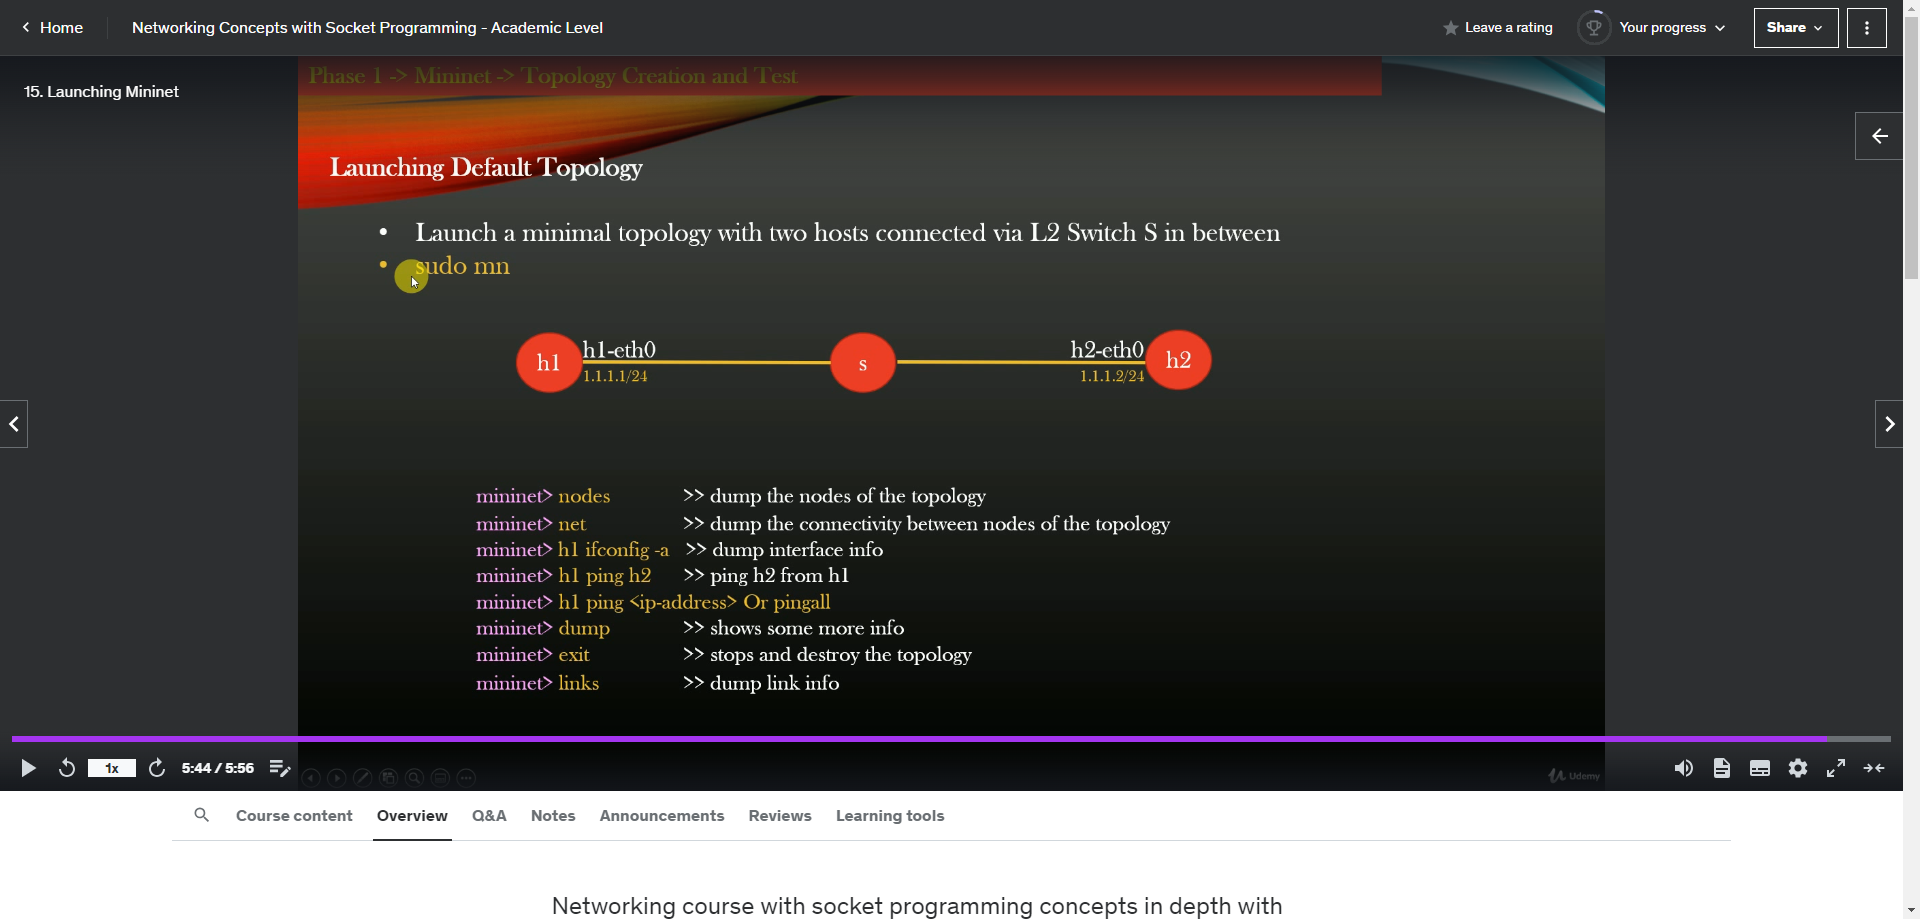 Home
Networking Concepts with Socket Programming - Academic Level
Leave a rating
Your progress
Share
15. Launching Mininet
Phase 1 -> Mininet -> Topology Creation and Test
Launching Default Topology
• Launch a minimal topology with two hosts connected via L2 Switch S in between
• sudo mn
h1
h1-eth0
1.1.1.1/24
s
h2-eth0
1.1.1.2/24
h2
mininet> nodes >> dump the nodes of the topology
mininet> net >> dump the connectivity between nodes of the topology
mininet> h1 ifconfig -a >> dump interface info
mininet> h1 ping h2 >> ping h2 from h1
mininet> h1 ping <ip-address> Or pingall
mininet> dump >> shows some more info
mininet> exit >> stops and destroy the topology
mininet> links >> dump link info
1x
5:44 / 5:56
Udemy
Course content
Overview
Q&A
Notes
Announcements
Reviews
Learning tools
Networking course with socket programming concepts in depth with